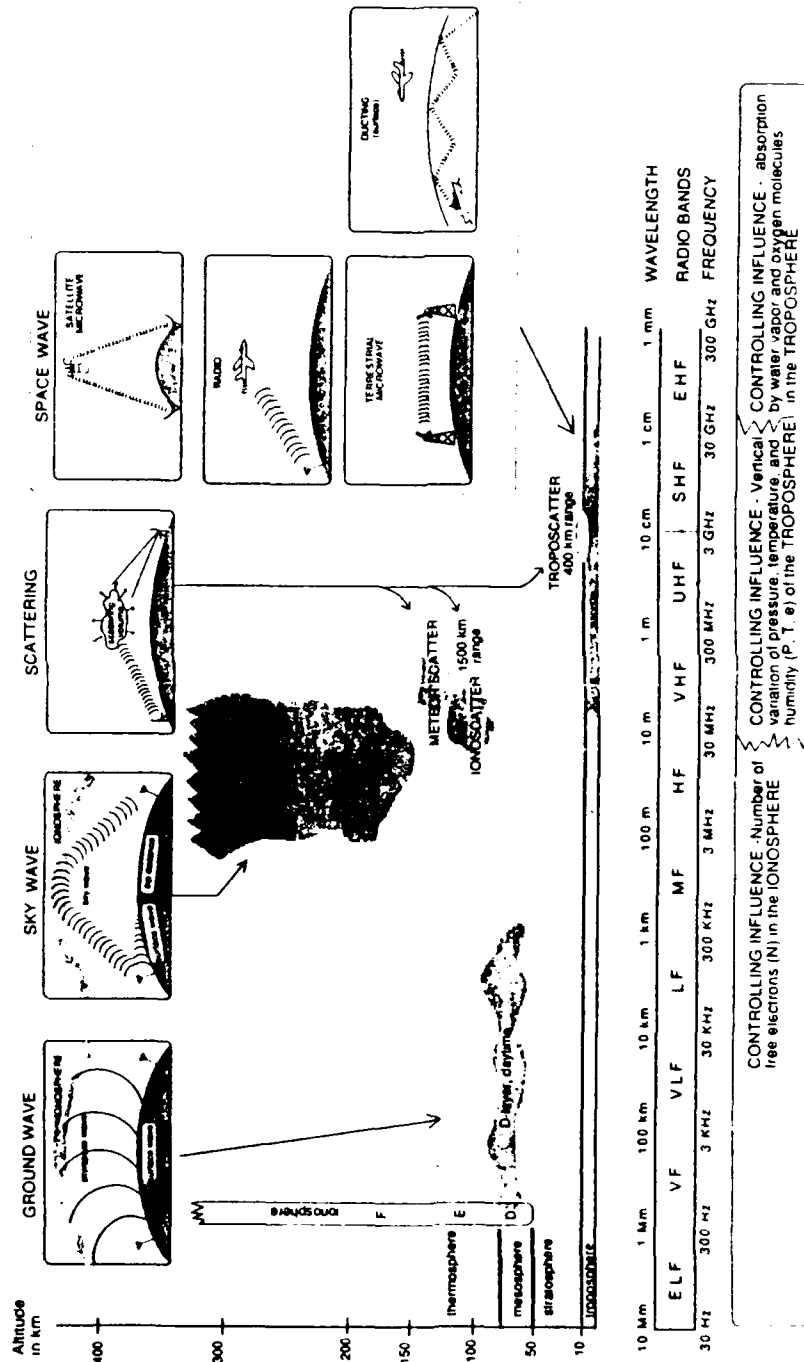 GROUND WAVE
SKY WAVE
SCATTERING
SPACE WAVE
IONOSPHERE
SATELLITE
MICROWAVE
RADIO
TERRESTRIAL
MICROWAVE
DUCTING
Altitude
in km
400
300
200
150
100
50
10
ionosphere
F
E
D
thermosphere
mesosphere
stratosphere
troposphere
D-layer, daytime
METEOR SCATTER
IONOSCATTER
1500 km
range
TROPOSCATTER
400 km range
10 Mm 1 Mm 100 km 10 km 1 km 100 m 10 m 1 m 10 cm 1 cm 1 mm WAVELENGTH
ELF VF VLF LF MF HF VHF UHF SHF EHF RADIO BANDS
30 Hz 300 Hz 3 KHz 30 KHz 300 KHz 3 MHz 30 MHz 300 MHz 3 GHz 30 GHz 300 GHz FREQUENCY
CONTROLLING INFLUENCE - Number of
free electrons (N) in the IONOSPHERE
CONTROLLING INFLUENCE - Vertical
variation of pressure, temperature, and
humidity (P, T, e) of the TROPOSPHERE
CONTROLLING INFLUENCE - absorption
by water vapor and oxygen molecules
in the TROPOSPHERE